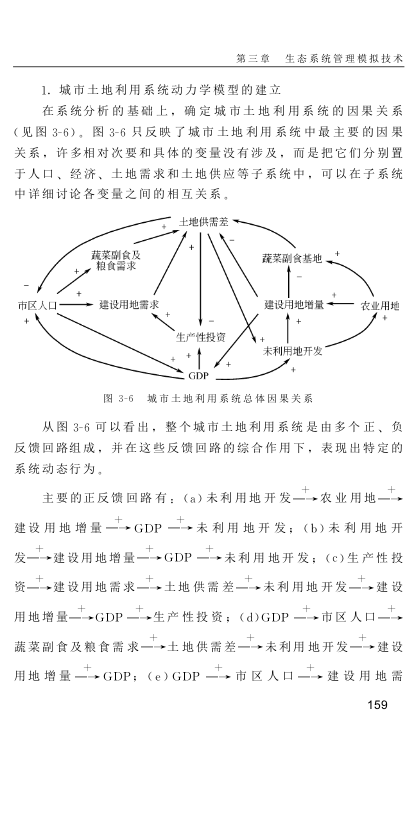 第三章 生态系统管理模拟技术
1. 城市土地利用系统动力学模型的建立
在系统分析的基础上，确定城市土地利用系统的因果关系
(见图 3-6)。图 3-6 只反映了城市土地利用系统中最主要的因果
关系，许多相对次要和具体的变量没有涉及，而是把它们分别置
于人口、经济、土地需求和土地供应等子系统中，可以在子系统
中详细讨论各变量之间的相互关系。
土地供需差
+
+
+
−
蔬菜副食及
粮食需求
+
蔬菜副食基地
+
−
+
−
市区人口
+
+
建设用地需求
+
建设用地增量
+
农业用地
+
−
生产性投资
+
+
+
+
+
未利用地开发
+
GDP
图 3-6 城市土地利用系统总体因果关系
从图 3-6 可以看出，整个城市土地利用系统是由多个正、负
反馈回路组成，并在这些反馈回路的综合作用下，表现出特定的
系统动态行为。
主要的正反馈回路有：(a)未利用地开发—+→农业用地—+→
建设用地增量—+→GDP—+→未利用地开发；(b)未利用地开
发—+→建设用地增量—+→GDP—+→未利用地开发；(c)生产性投
资—+→建设用地需求—+→土地供需差—+→未利用地开发—+→建设
用地增量—+→GDP—+→生产性投资；(d)GDP—+→市区人口—+→
蔬菜副食及粮食需求—+→土地供需差—+→未利用地开发—+→建设
用地增量—+→GDP；(e)GDP—+→市区人口—+→建设用地需
159